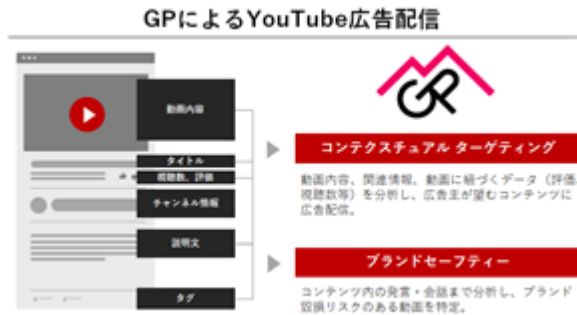 GPによるYouTube広告配信
動画内容
タイトル
視聴数、評価
チャンネル情報
説明文
タグ
GP
コンテクスチュアル ターゲティング
動画内容、関連情報、動画に紐づくデータ（評価
視聴数等）を分析し、広告主が望むコンテンツに
広告配信。
ブランドセーフティー
コンテンツ内の発言・会話まで分析し、ブランド
毀損リスクのある動画を特定。